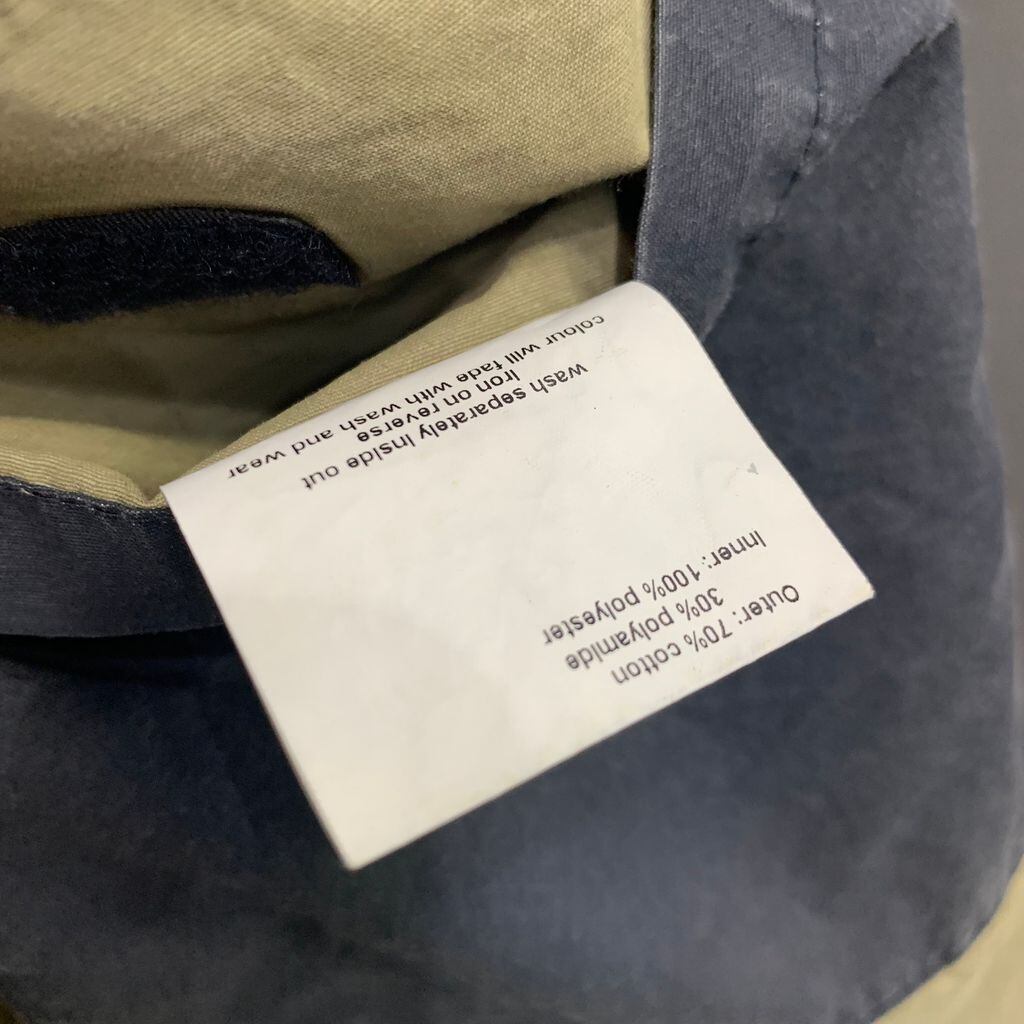 Outer: 70% cotton
30% polyamide
Inner: 100% polyester
wash separately inside out
Iron on reverse
colour will fade with wash and wear